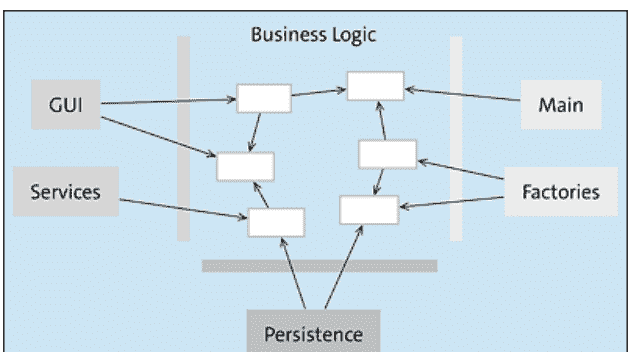 Business Logic
GUI
Main
Services
Factories
Persistence